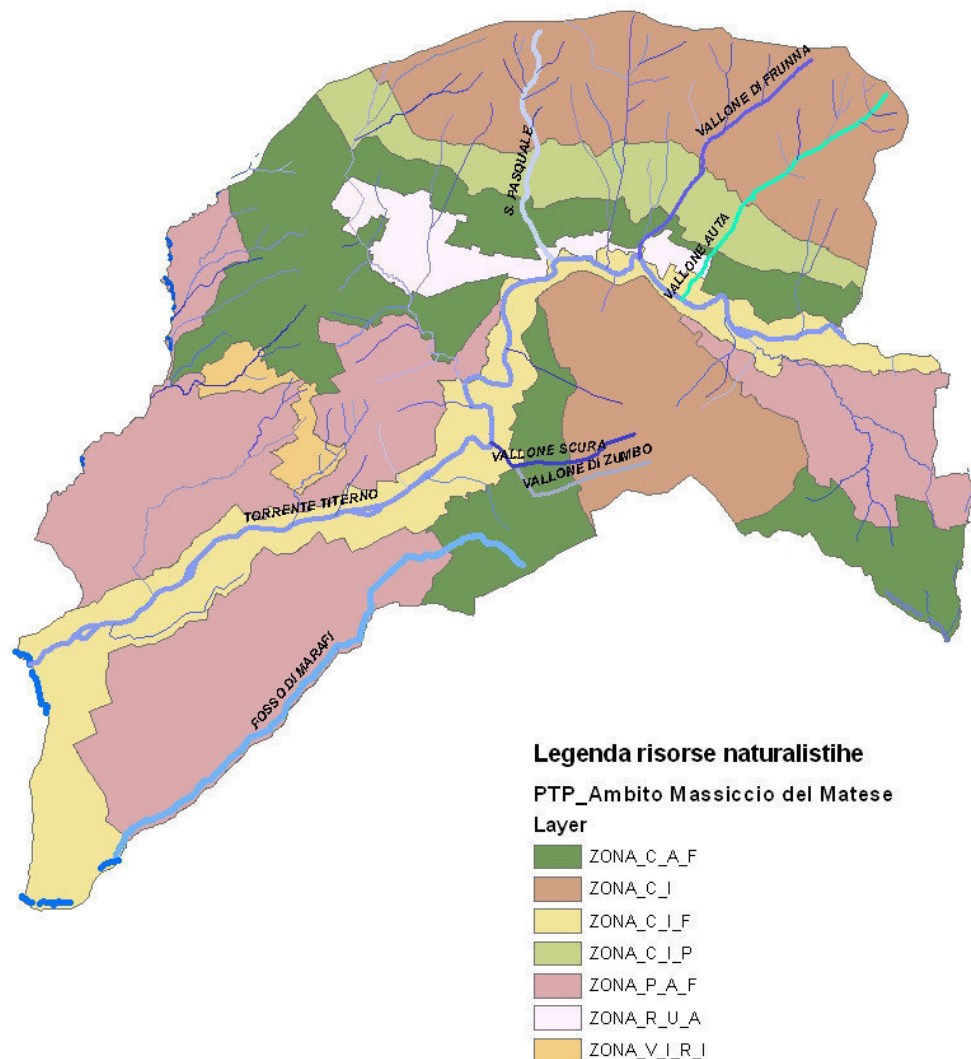 VALLONE DI FRUNNA
S. PASQUALE
VALLONE AUTA
VALLONE SCURA
VALLONE DI ZUMBO
TORRENTE TITERNO
FOSSO DI MARAFI
Legenda risorse naturalistihe
PTP_Ambito Massiccio del Matese
Layer
ZONA_C_A_F
ZONA_C_I
ZONA_C_I_F
ZONA_C_I_P
ZONA_P_A_F
ZONA_R_U_A
ZONA_V_I_R_I